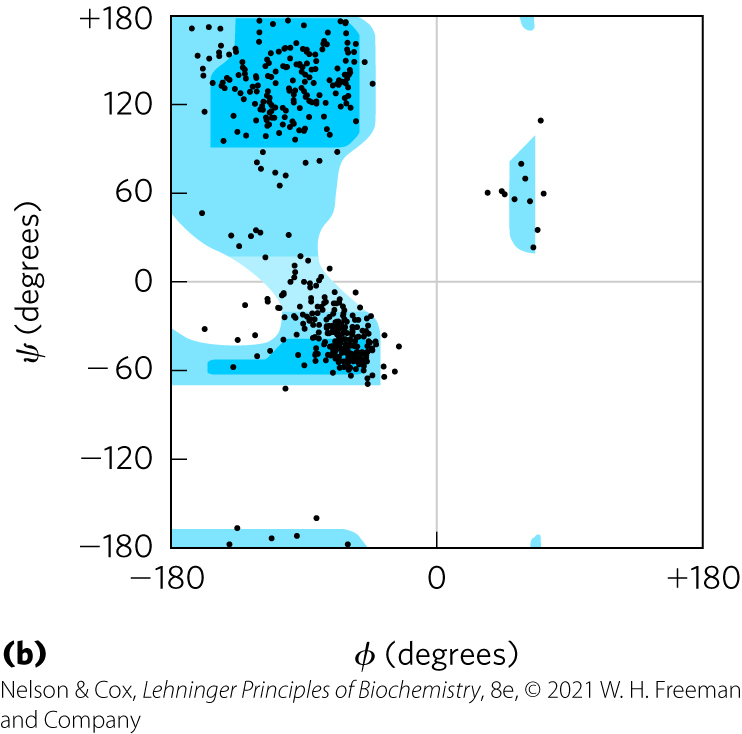 +180
120
60
0
−60
−120
−180
ψ (degrees)
−180 0 +180
(b) ϕ (degrees)
Nelson & Cox, Lehninger Principles of Biochemistry, 8e, © 2021 W. H. Freeman
and Company